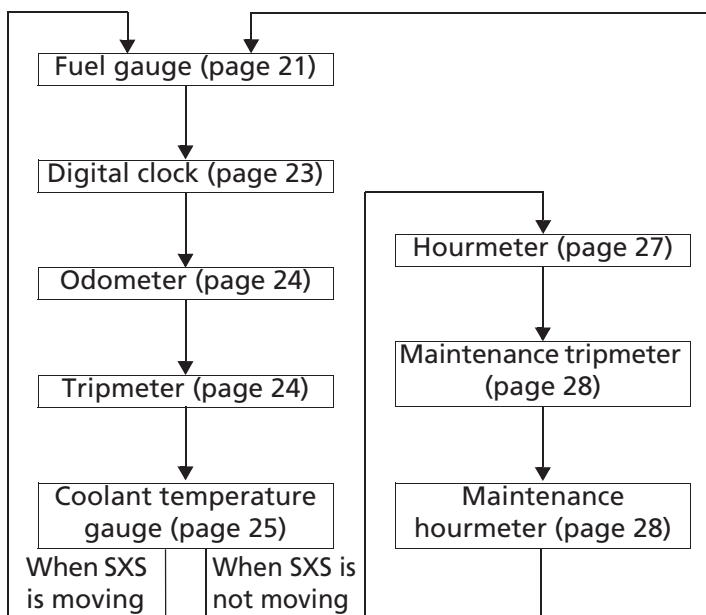 Fuel gauge (page 21)
Digital clock (page 23)
Odometer (page 24)
Tripmeter (page 24)
Coolant temperature
gauge (page 25)
When SXS
is moving
When SXS is
not moving
Hourmeter (page 27)
Maintenance tripmeter
(page 28)
Maintenance
hourmeter (page 28)